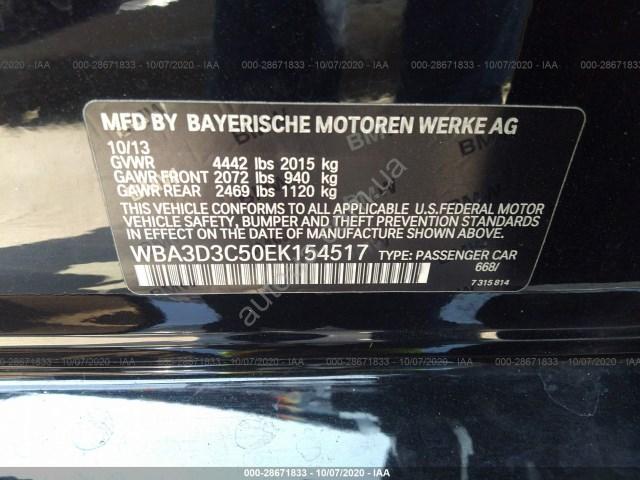 000-28671833 - 10/07/2020 - IAA
MFD BY BAYERISCHE MOTOREN WERKE AG
10/13
GVWR 4442 lbs 2015 kg
GAWR FRONT 2072 lbs 940 kg
GAWR REAR 2469 lbs 1120 kg
THIS VEHICLE CONFORMS TO ALL APPLICABLE U.S.FEDERAL MOTOR
VEHICLE SAFETY, BUMPER AND THEFT PREVENTION STANDARDS
IN EFFECT ON THE DATE OF MANUFACTURE SHOWN ABOVE.
WBA3D3C50EK154517 TYPE: PASSENGER CAR
668/
7 315 814
000-28671833 - 10/07/2020 - IAA